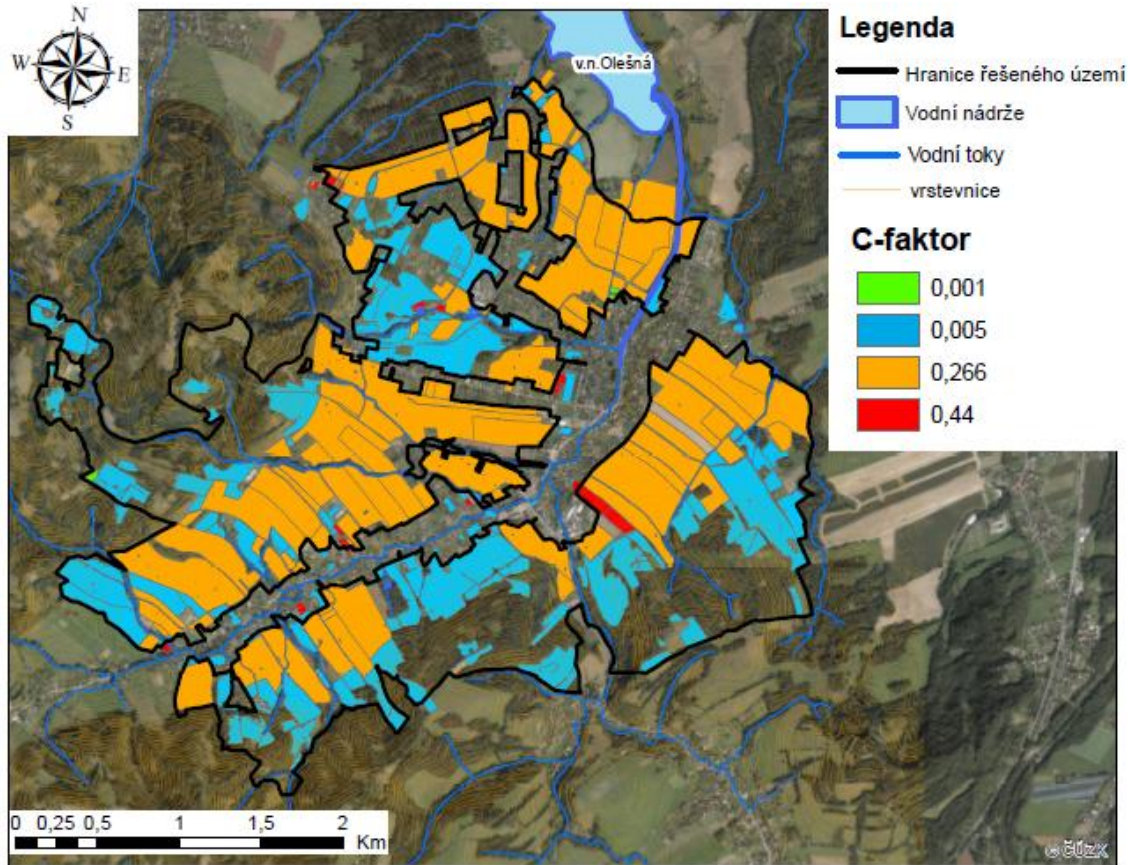 N
W
E
S
v.n.Olešná
Legenda
Hranice řešeného území
Vodní nádrže
Vodní toky
vrstevnice
C-faktor
0,001
0,005
0,266
0,44
0 0,25 0,5 1 1,5 2
Km
© ČÚZK